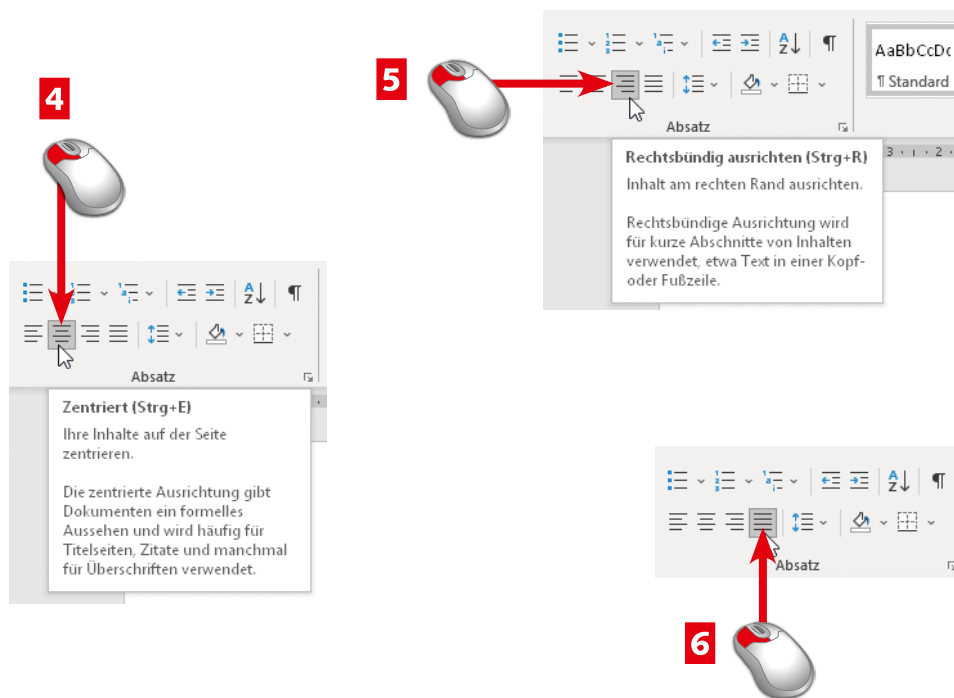 4
Absatz
Zentriert (Strg+E)
Ihre Inhalte auf der Seite
zentrieren.
Die zentrierte Ausrichtung gibt
Dokumenten ein formelles
Aussehen und wird häufig für
Titelseiten, Zitate und manchmal
für Überschriften verwendet.
5
AaBbCcDc
¶ Standard
Absatz
3 · ı · 2 ·
Rechtsbündig ausrichten (Strg+R)
Inhalt am rechten Rand ausrichten.
Rechtsbündige Ausrichtung wird
für kurze Abschnitte von Inhalten
verwendet, etwa Text in einer Kopf-
oder Fußzeile.
Absatz
6